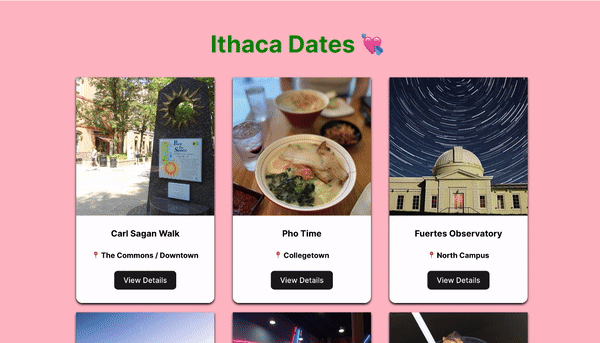 Ithaca Dates 💘
Carl Sagan Walk
📍 The Commons / Downtown
View Details
Pho Time
📍 Collegetown
View Details
Fuertes Observatory
📍 North Campus
View Details